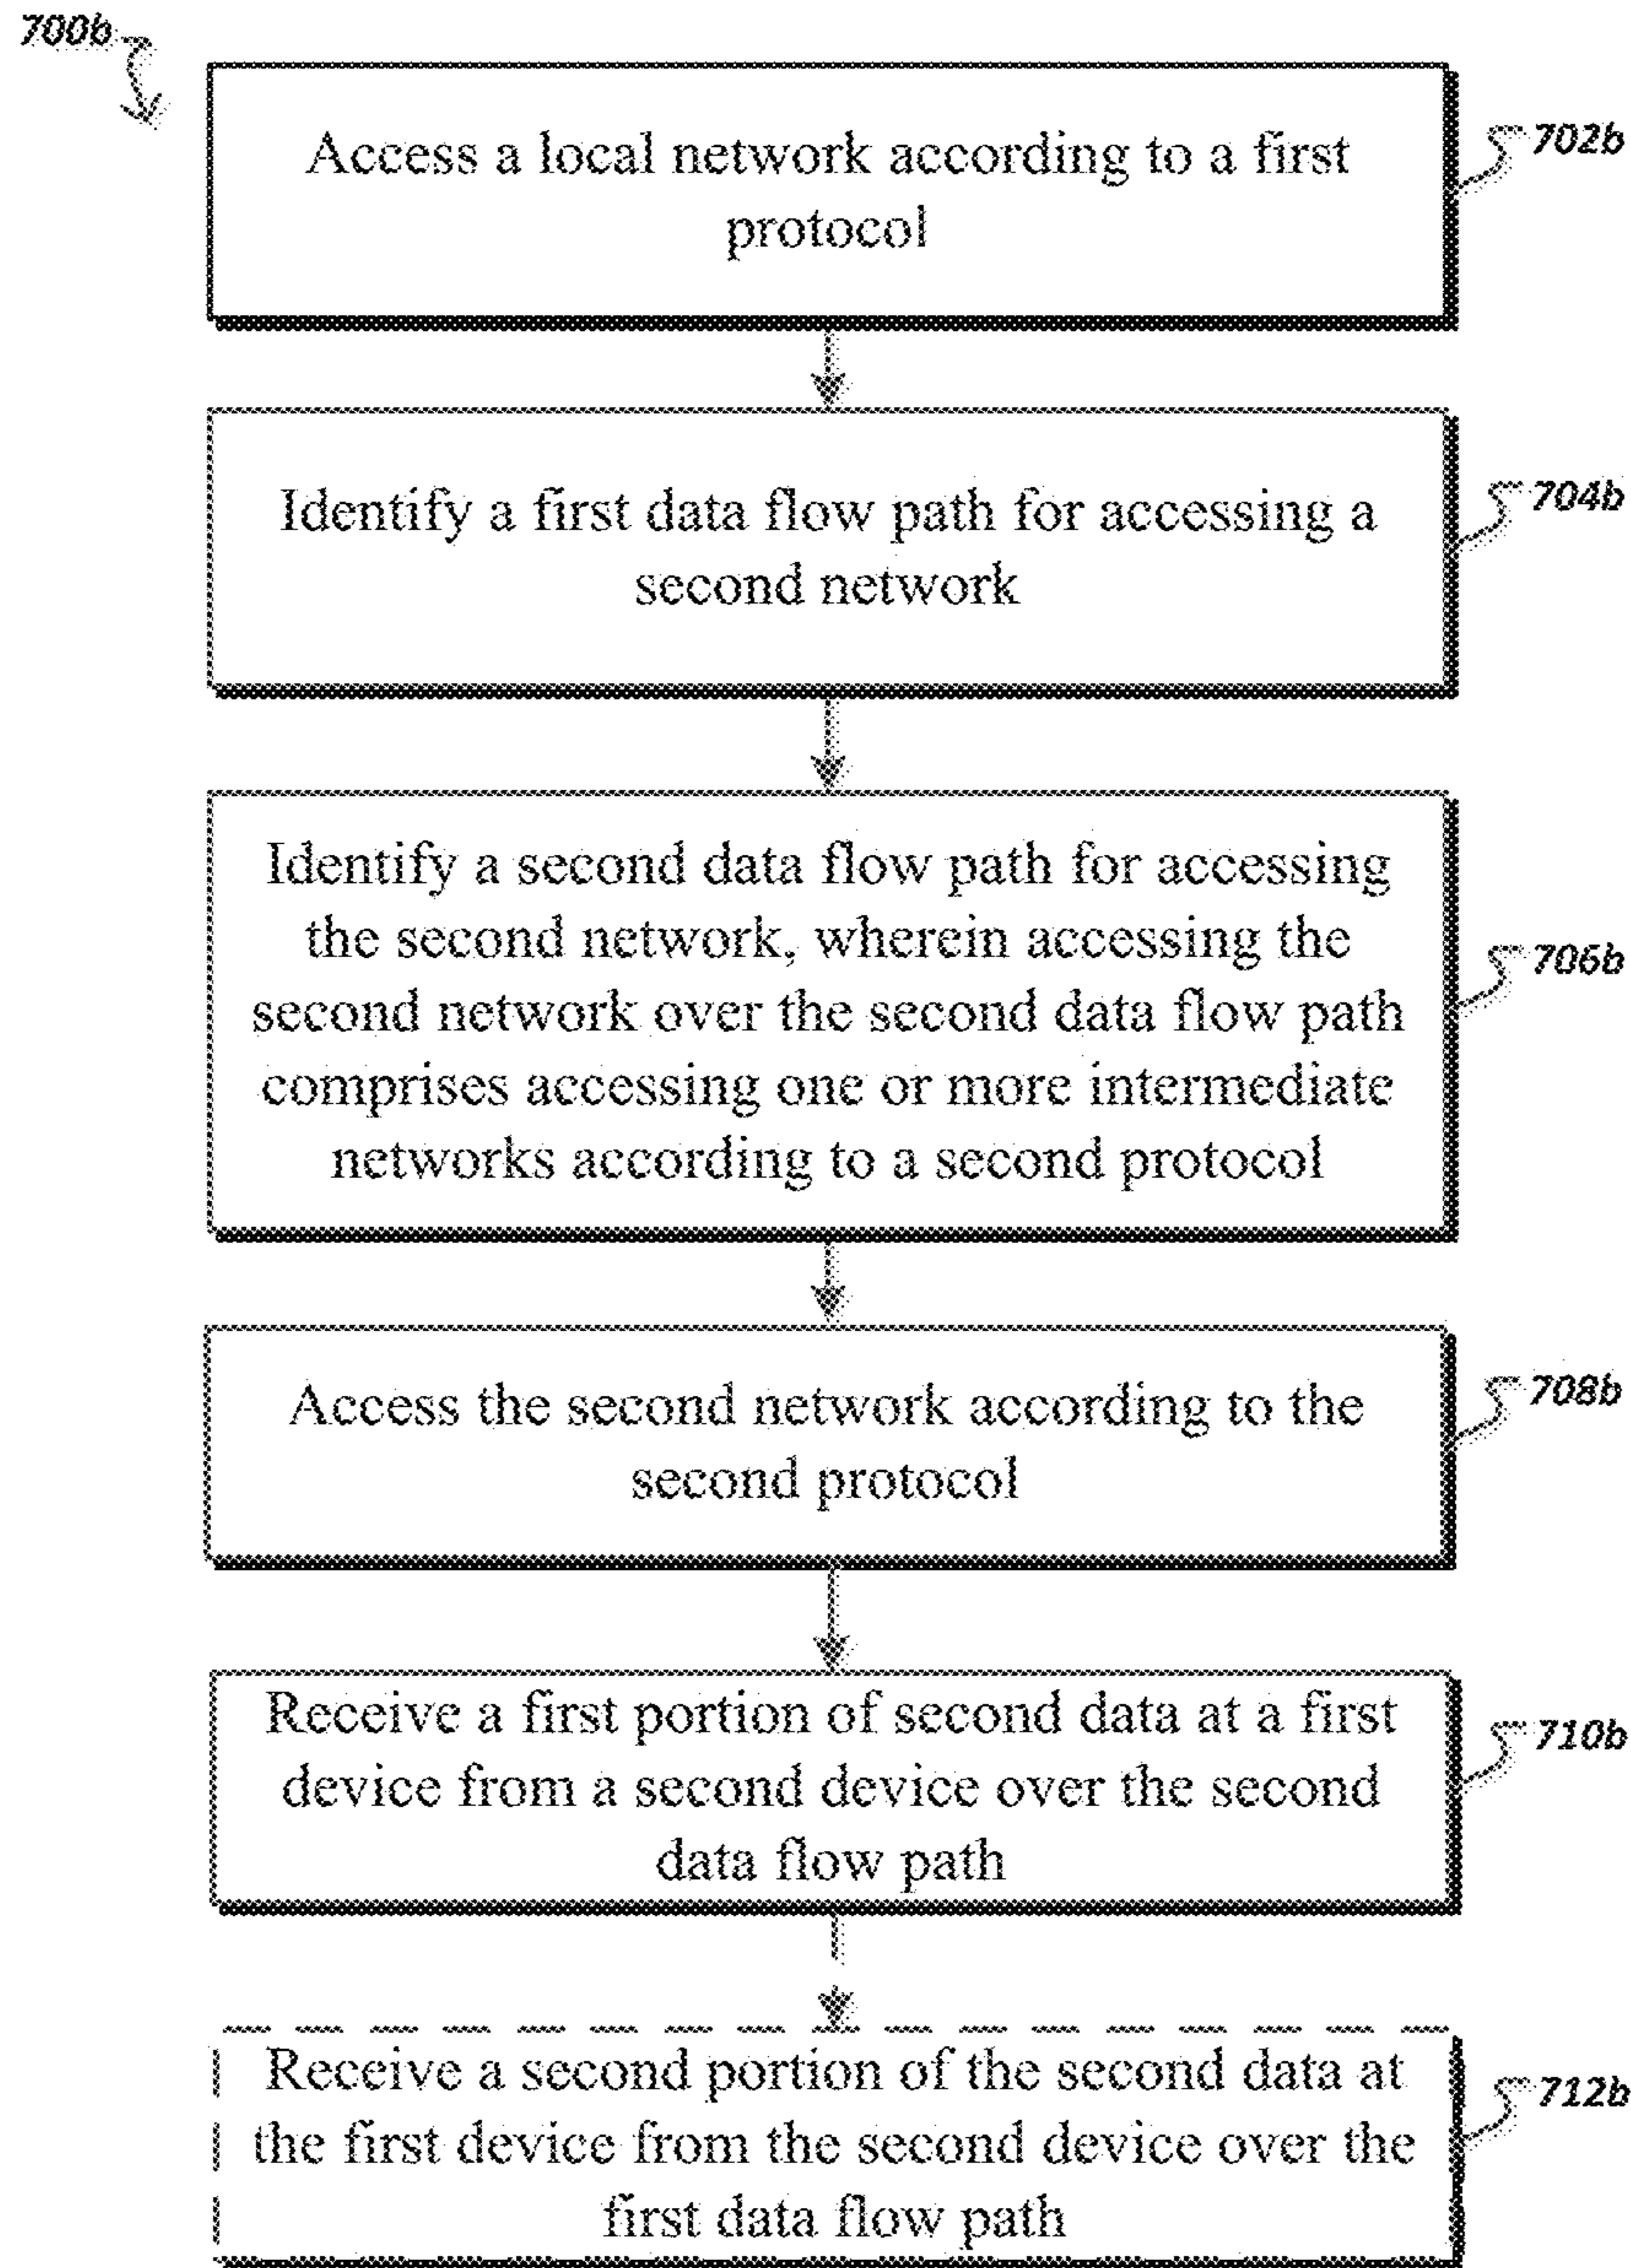 700b
Access a local network according to a first
protocol
702b
Identify a first data flow path for accessing a
second network
704b
Identify a second data flow path for accessing
the second network, wherein accessing the
second network over the second data flow path
comprises accessing one or more intermediate
networks according to a second protocol
706b
Access the second network according to the
second protocol
708b
Receive a first portion of second data at a first
device from a second device over the second
data flow path
710b
Receive a second portion of the second data at
the first device from the second device over the
first data flow path
712b